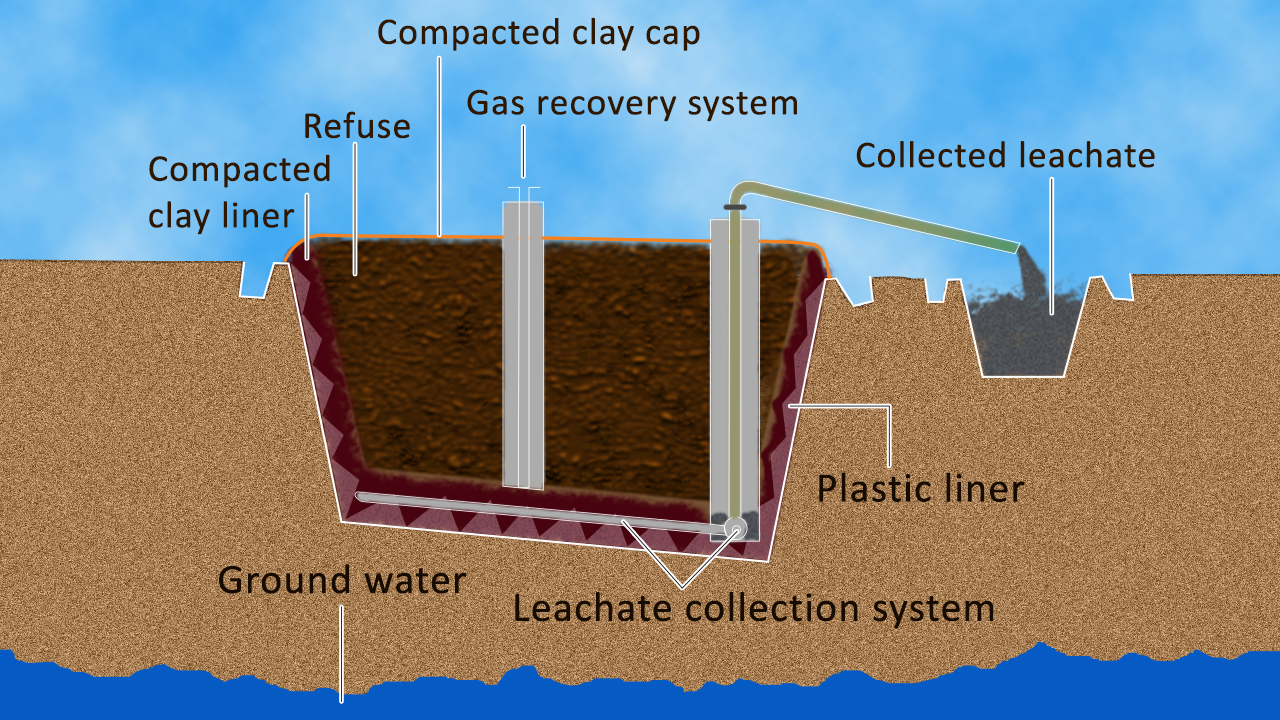 Compacted clay cap
Gas recovery system
Refuse
Collected leachate
Compacted
clay liner
Plastic liner
Ground water
Leachate collection system